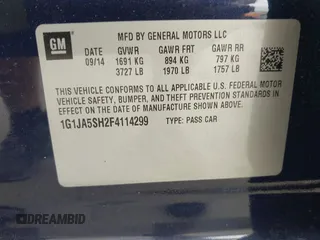 GM
MFD BY GENERAL MOTORS LLC
DATE GVWR GAWR FRT GAWR RR
09/14 1691 KG 894 KG 797 KG
3727 LB 1970 LB 1757 LB
THIS VEHICLE CONFORMS TO ALL APPLICABLE U.S. FEDERAL MOTOR
VEHICLE SAFETY, BUMPER, AND THEFT PREVENTION STANDARDS IN
EFFECT ON THE DATE OF MANUFACTURE SHOWN ABOVE.
1G1JA5SH2F4114299 TYPE: PASS CAR
DREAMBID